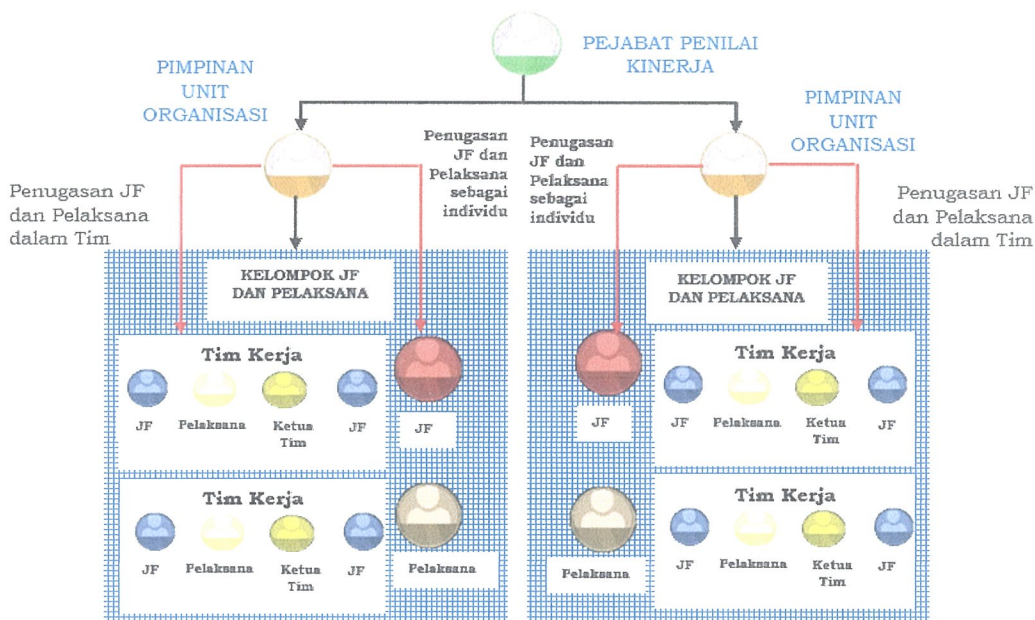 PEJABAT PENILAI
KINERJA
PIMPINAN
UNIT
ORGANISASI
PIMPINAN
UNIT
ORGANISASI
Penugasan JF
dan Pelaksana
dalam Tim
Penugasan
JF dan
Pelaksana
sebagai
individu
Penugasan
JF dan
Pelaksana
sebagai
individu
Penugasan JF
dan Pelaksana
dalam Tim
KELOMPOK JF
DAN PELAKSANA
Tim Kerja
JF Pelaksana Ketua JF
Tim
JF
Tim Kerja
JF Pelaksana Ketua JF
Tim
Pelaksana
KELOMPOK JF
DAN PELAKSANA
JF
Tim Kerja
JF Pelaksana Ketua JF
Tim
Pelaksana
Tim Kerja
JF Pelaksana Ketua JF
Tim